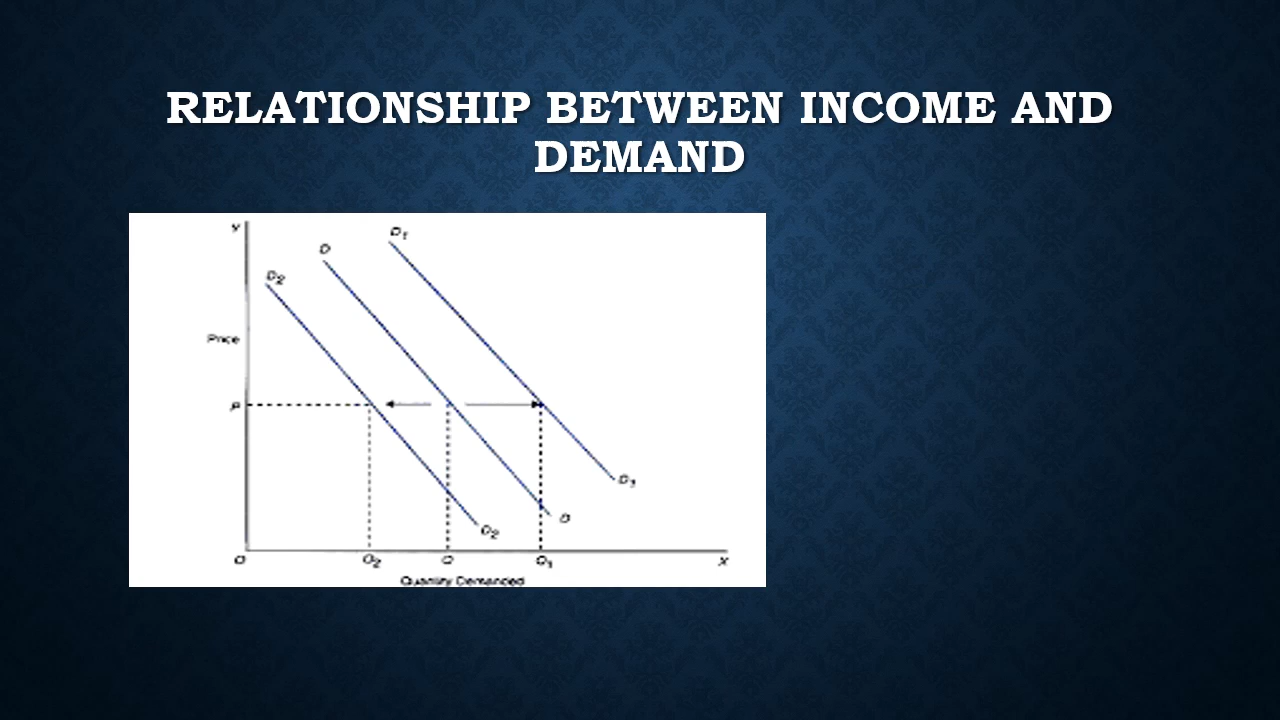 RELATIONSHIP BETWEEN INCOME AND
DEMAND
Y
D₁
D
D₂
Price
P
D₁
D
D₂
O
Q₂
Q
Q₁
X
Quantity Demanded